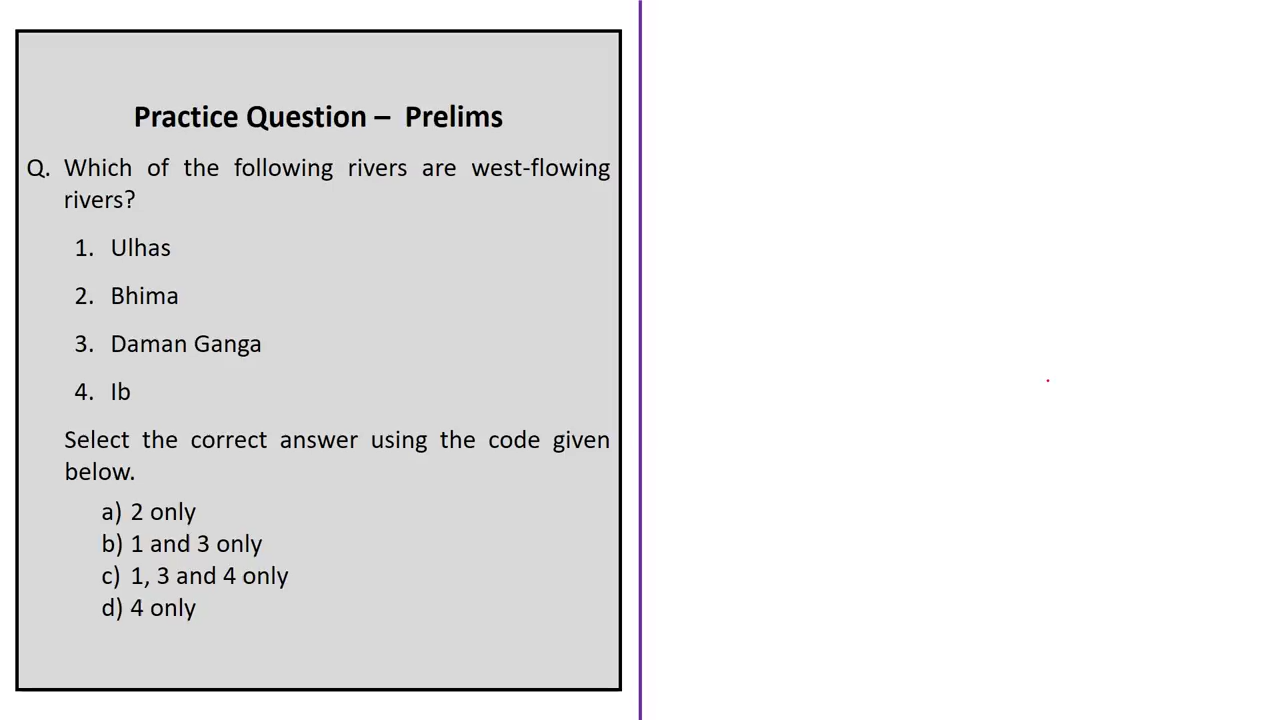 Practice Question – Prelims
Q. Which of the following rivers are west-flowing
rivers?
1. Ulhas
2. Bhima
3. Daman Ganga
4. Ib
Select the correct answer using the code given
below.
a) 2 only
b) 1 and 3 only
c) 1, 3 and 4 only
d) 4 only